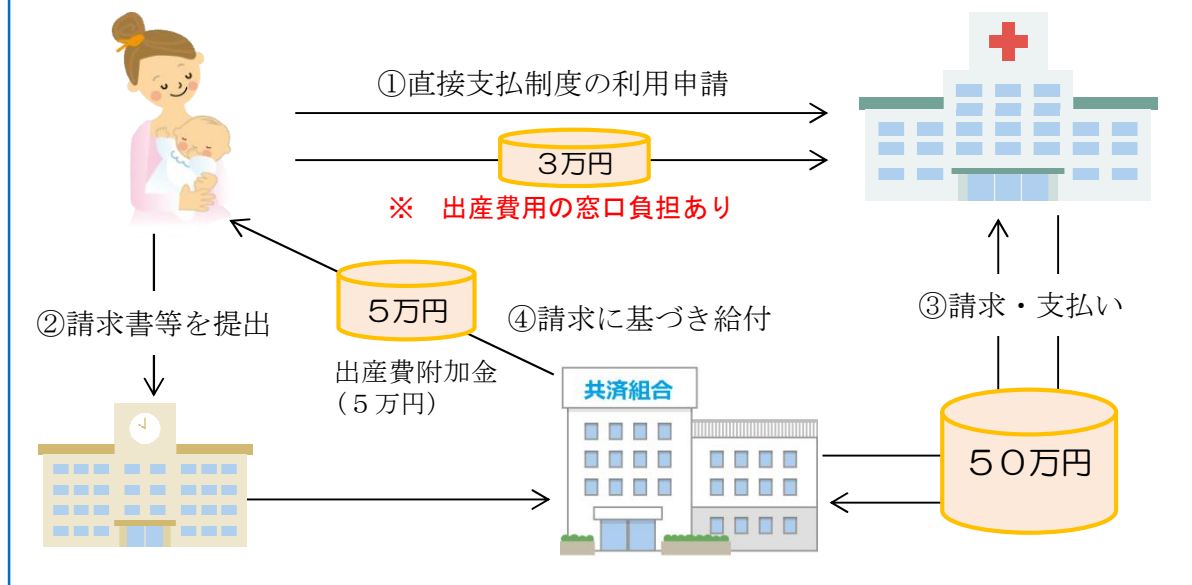 ①直接支払制度の利用申請
３万円
※　出産費用の窓口負担あり
②請求書等を提出
５万円
④請求に基づき給付
③請求・支払い
出産費附加金
（５万円）
共済組合
５０万円